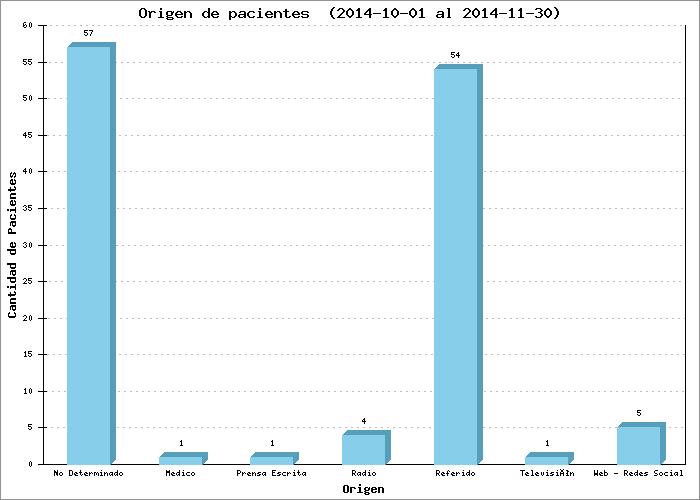 Origen de pacientes (2014-10-01 al 2014-11-30)
60
55
50
45
40
35
30
25
20
15
10
5
0
Cantidad de Pacientes
57
1
1
4
54
1
5
No Determinado
Medico
Prensa Escrita
Radio
Referido
Web - Redes Social
Origen